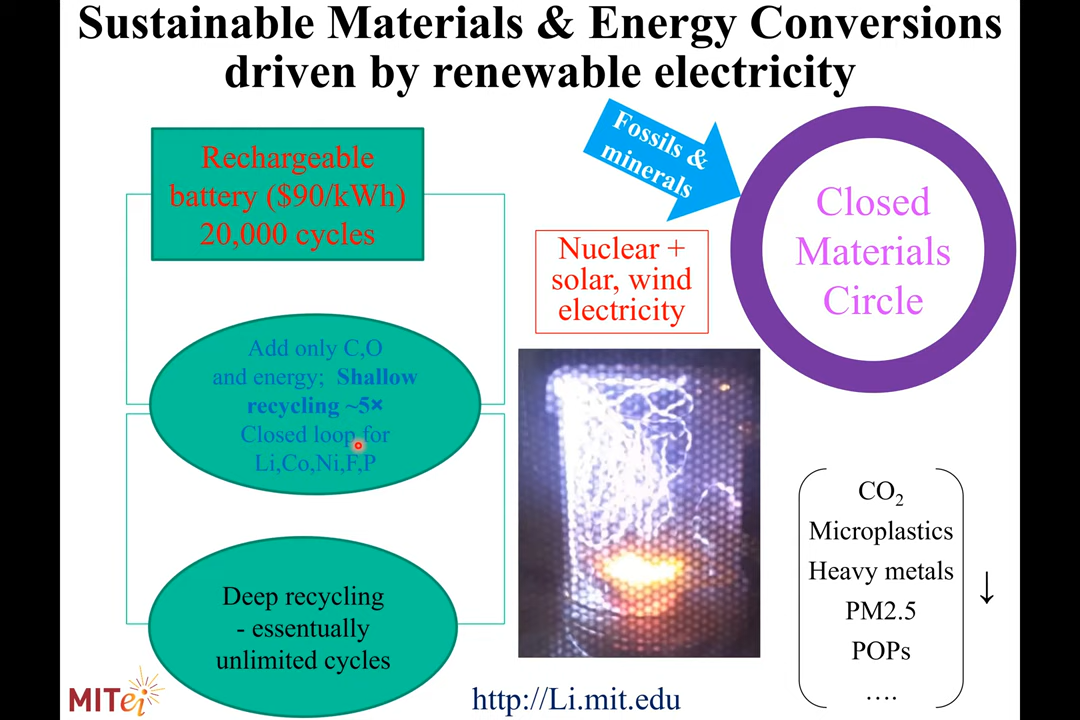 Sustainable Materials & Energy Conversions
driven by renewable electricity
Rechargeable
battery ($90/kWh)
20,000 cycles
Add only C,O
and energy; Shallow
recycling ~5×
Closed loop for
Li,Co,Ni,F,P
Deep recycling
- essentually
unlimited cycles
Fossils &
minerals
Nuclear +
solar, wind
electricity
Closed
Materials
Circle
CO₂
Microplastics
Heavy metals
PM2.5
POPs
….
↓
MITei
http://Li.mit.edu